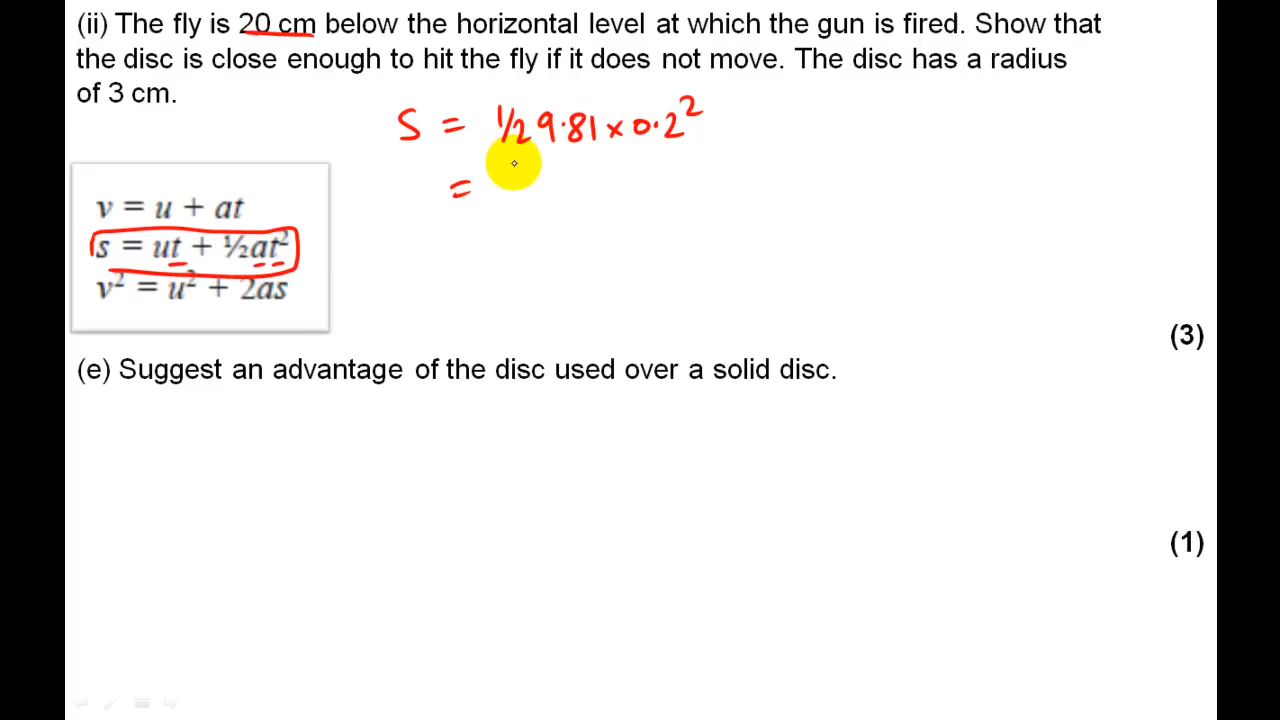 (ii) The fly is 20 cm below the horizontal level at which the gun is fired. Show that
the disc is close enough to hit the fly if it does not move. The disc has a radius
of 3 cm.
S = ½ 9.81 × 0.2²
=
v = u + at
s = ut + ½at²
v² = u² + 2as
(3)
(e) Suggest an advantage of the disc used over a solid disc.
(1)